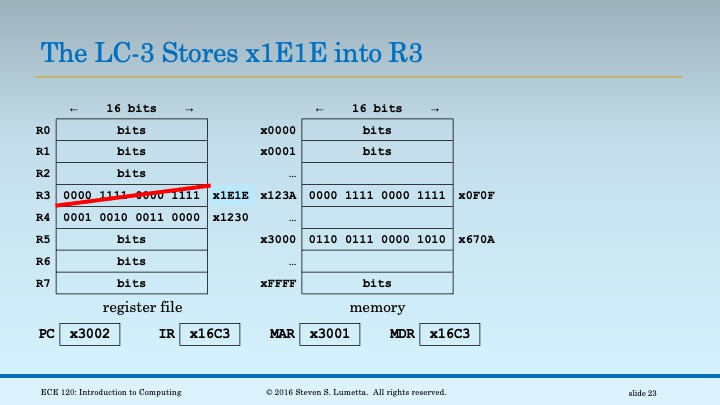 The LC-3 Stores x1E1E into R3
← 16 bits → ← 16 bits →
R0 bits x0000 bits
R1 bits x0001 bits
R2 bits …
R3 0000 1111 0000 1111 x1E1E x123A 0000 1111 0000 1111 x0F0F
R4 0001 0010 0011 0000 x1230 …
R5 bits x3000 0110 0111 0000 1010 x670A
R6 bits …
R7 bits xFFFF bits
register file memory
PC x3002 IR x16C3 MAR x3001 MDR x16C3
ECE 120: Introduction to Computing © 2016 Steven S. Lumetta. All rights reserved. slide 23